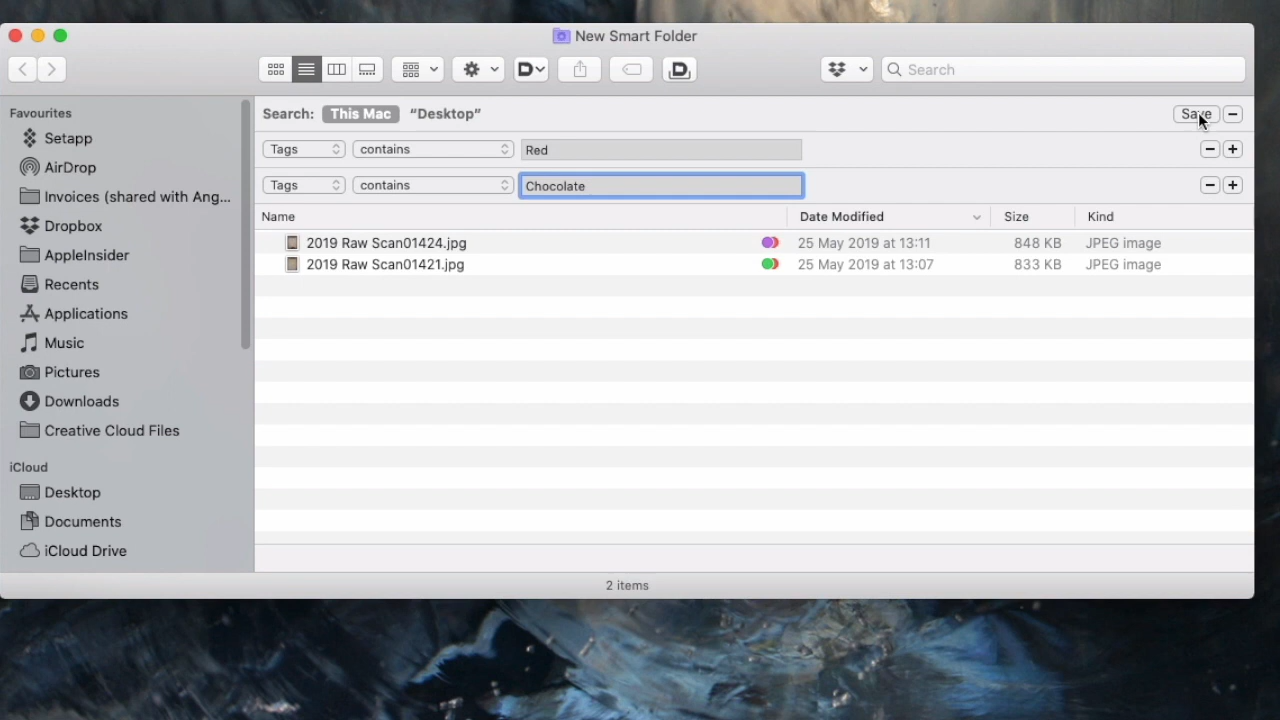 New Smart Folder
Search
Favourites
Setapp
AirDrop
Invoices (shared with Ang...
Dropbox
AppleInsider
Recents
Applications
Music
Pictures
Downloads
Creative Cloud Files
iCloud
Desktop
Documents
iCloud Drive
Search: This Mac “Desktop” Save
Tags contains Red
Tags contains Chocolate
Name Date Modified Size Kind
2019 Raw Scan01424.jpg 25 May 2019 at 13:11 848 KB JPEG image
2019 Raw Scan01421.jpg 25 May 2019 at 13:07 833 KB JPEG image
2 items